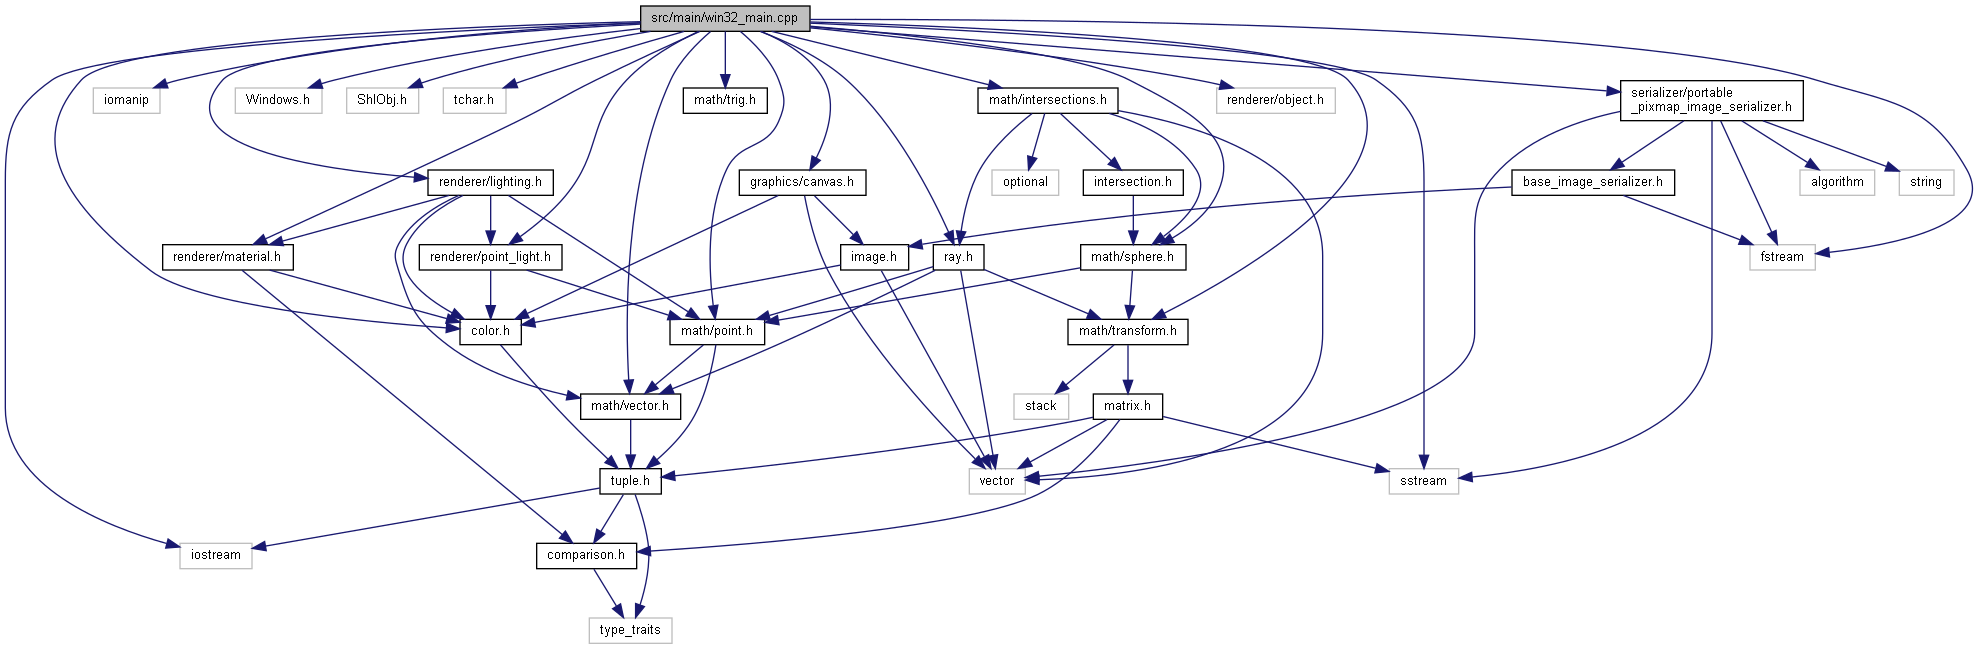 src/main/win32_main.cpp
iomanip
Windows.h
ShlObj.h
tchar.h
math/trig.h
math/intersections.h
renderer/object.h
serializer/portable
_pixmap_image_serializer.h
renderer/lighting.h
graphics/canvas.h
optional
intersection.h
base_image_serializer.h
algorithm
string
renderer/material.h
renderer/point_light.h
image.h
ray.h
math/sphere.h
fstream
color.h
math/point.h
math/transform.h
math/vector.h
stack
matrix.h
tuple.h
vector
sstream
iostream
comparison.h
type_traits